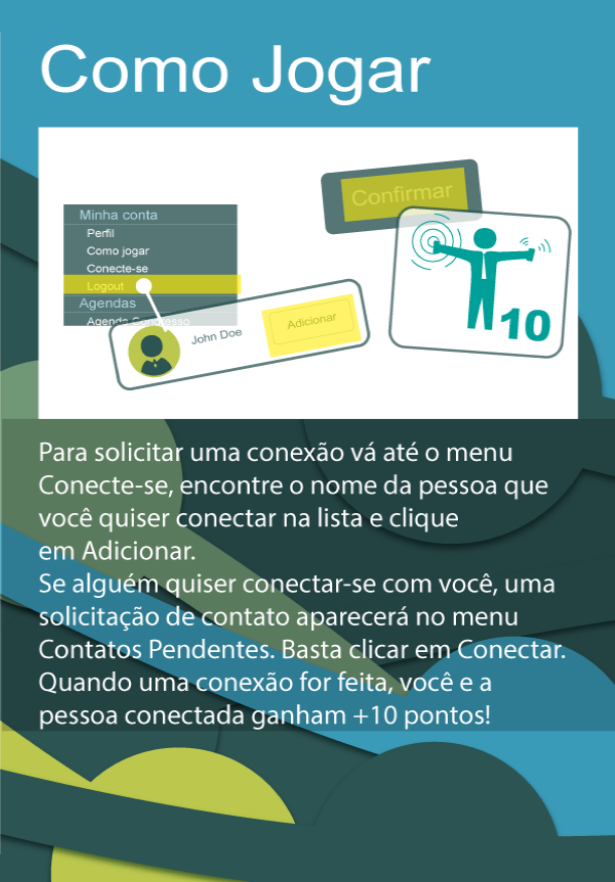 Como Jogar
Minha conta
Perfil
Como jogar
Conecte-se
Logout
Agendas
Agenda Congresso
Confirmar
John Doe
Adicionar
10
Para solicitar uma conexão vá até o menu
Conecte-se, encontre o nome da pessoa que
você quiser conectar na lista e clique
em Adicionar.
Se alguém quiser conectar-se com você, uma
solicitação de contato aparecerá no menu
Contatos Pendentes. Basta clicar em Conectar.
Quando uma conexão for feita, você e a
pessoa conectada ganham +10 pontos!